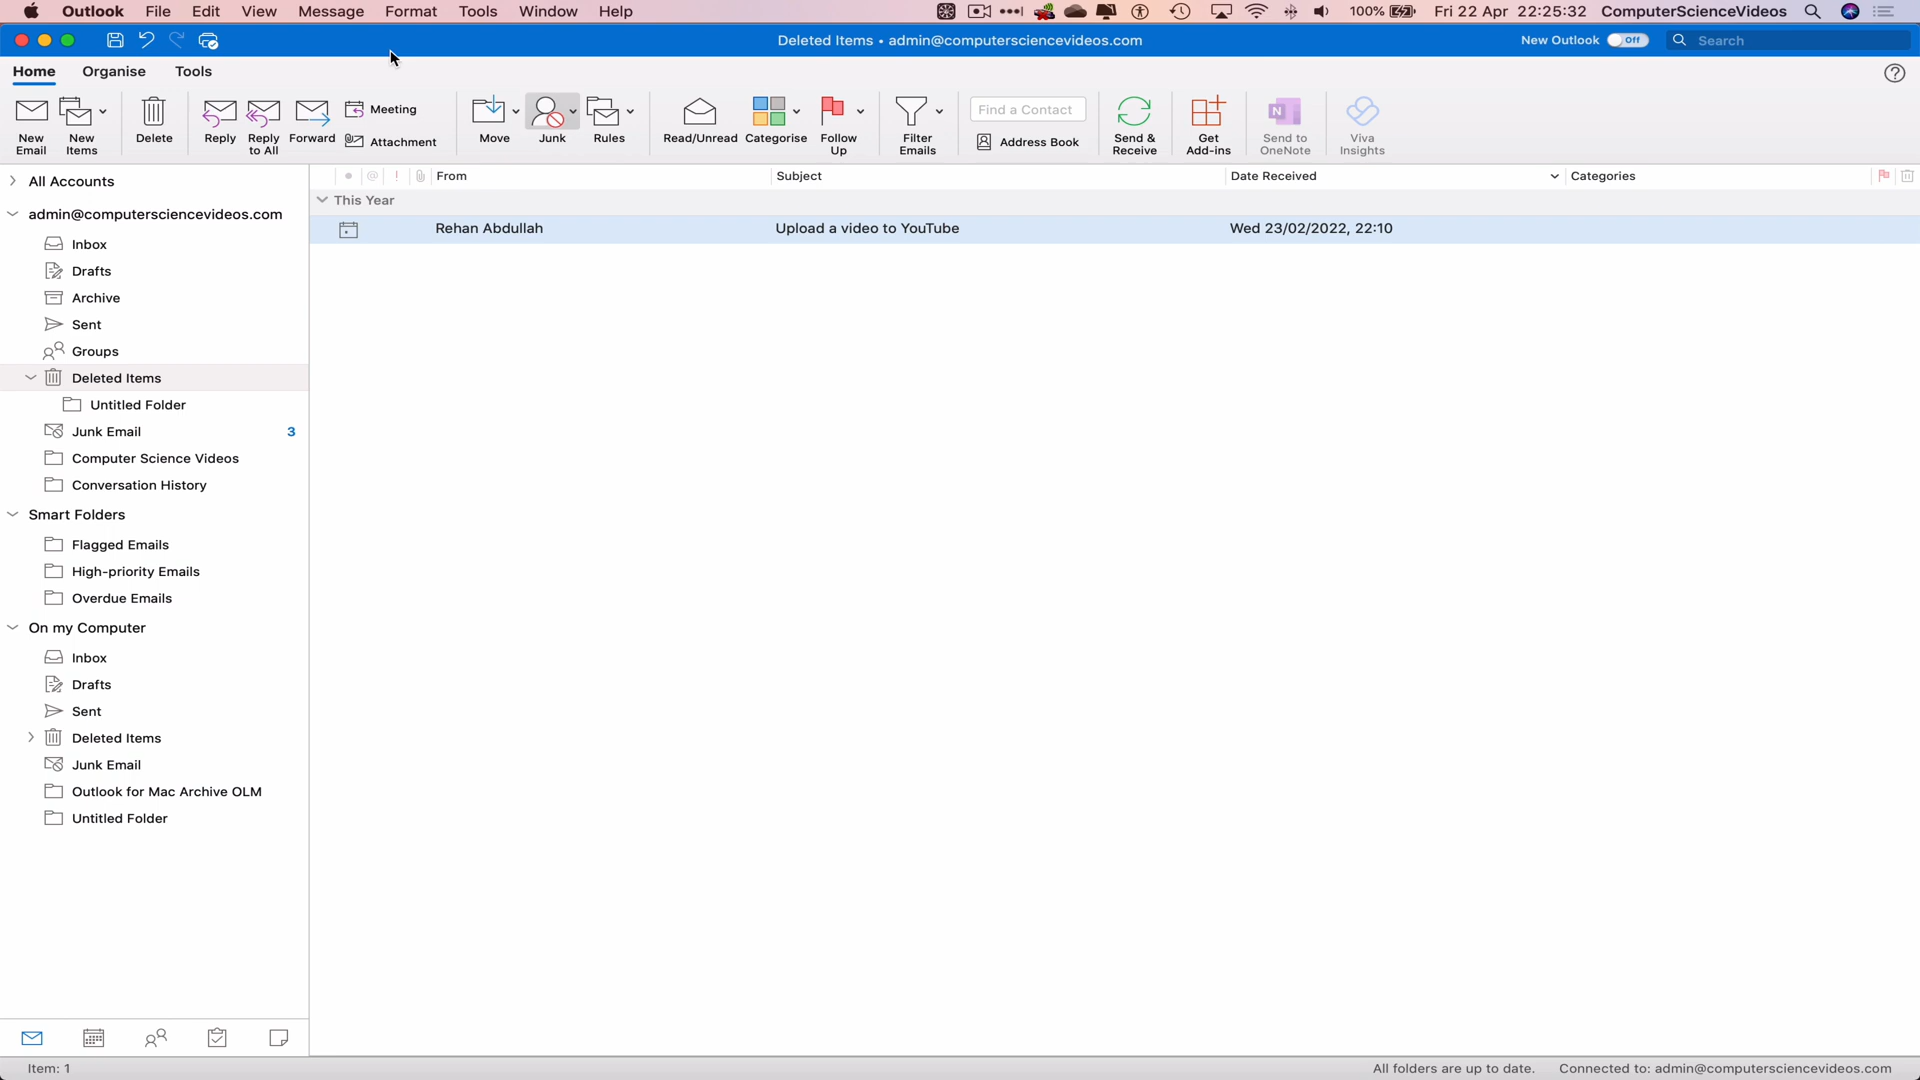 Outlook File Edit View Message Format Tools Window Help 100% Fri 22 Apr 22:25:32 ComputerScienceVideos
Deleted Items • admin@computersciencevideos.com New Outlook Off Search
Home Organise Tools
New Email
New Items
Delete
Reply
Reply to All
Forward
Meeting
Attachment
Move
Junk
Rules
Read/Unread
Categorise
Follow Up
Filter Emails
Find a Contact
Address Book
Send & Receive
Get Add-ins
Send to OneNote
Viva Insights
All Accounts
admin@computersciencevideos.com
Inbox
Drafts
Archive
Sent
Groups
Deleted Items
Untitled Folder
Junk Email 3
Computer Science Videos
Conversation History
Smart Folders
Flagged Emails
High-priority Emails
Overdue Emails
On my Computer
Inbox
Drafts
Sent
Deleted Items
Junk Email
Outlook for Mac Archive OLM
Untitled Folder
@ ! From Subject Date Received Categories
This Year
Rehan Abdullah Upload a video to YouTube Wed 23/02/2022, 22:10
Item: 1 All folders are up to date. Connected to: admin@computersciencevideos.com